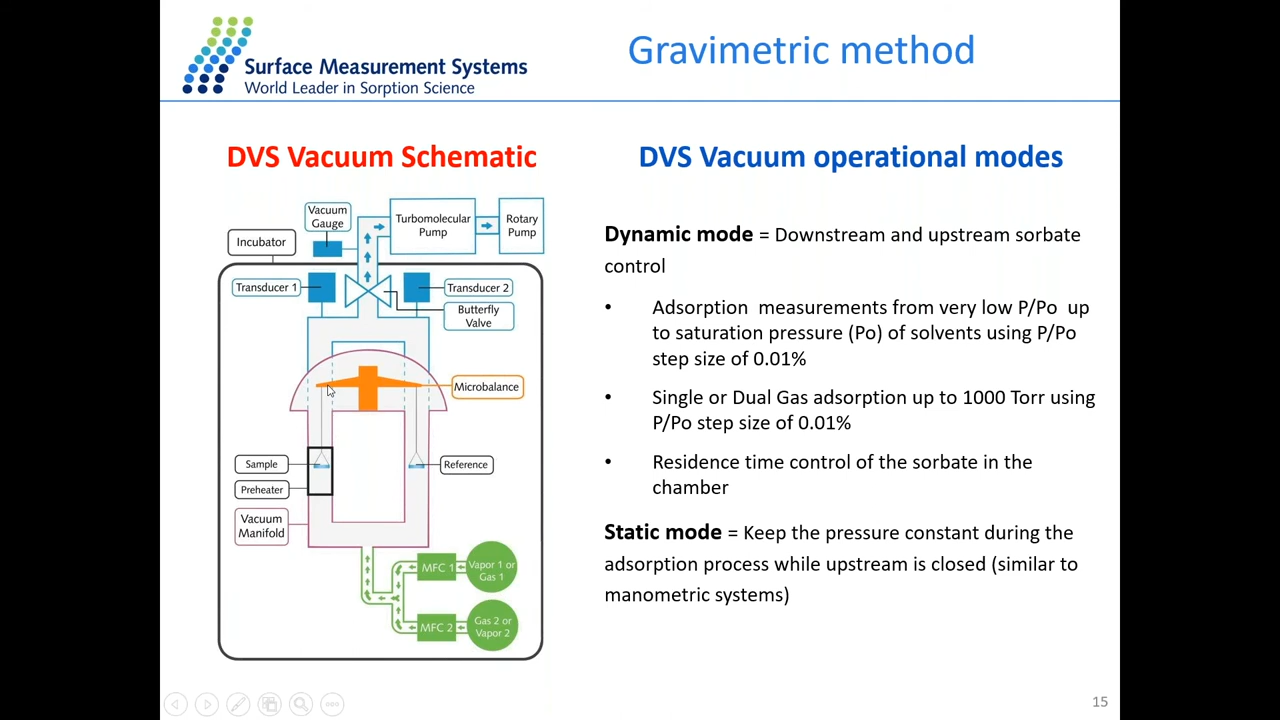 Surface Measurement Systems
World Leader in Sorption Science
Gravimetric method
DVS Vacuum Schematic
Vacuum
Gauge
Turbomolecular
Pump
Rotary
Pump
Incubator
Transducer 1
Transducer 2
Butterfly
Valve
Microbalance
Sample
Reference
Preheater
Vacuum
Manifold
MFC 1
Vapor 1 or
Gas 1
MFC 2
Gas 2 or
Vapor 2
DVS Vacuum operational modes
Dynamic mode = Downstream and upstream sorbate
control
• Adsorption measurements from very low P/Po up
to saturation pressure (Po) of solvents using P/Po
step size of 0.01%
• Single or Dual Gas adsorption up to 1000 Torr using
P/Po step size of 0.01%
• Residence time control of the sorbate in the
chamber
Static mode = Keep the pressure constant during the
adsorption process while upstream is closed (similar to
manometric systems)
15